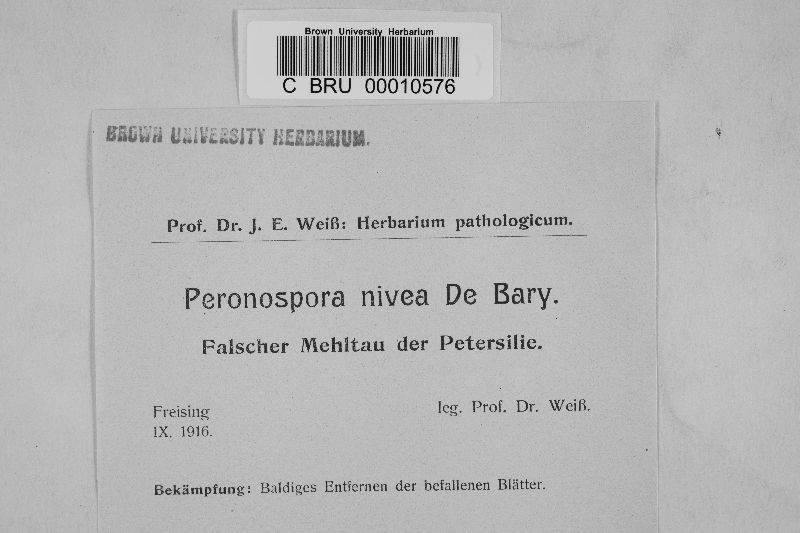 Brown University Herbarium
C BRU 00010576
BROWN UNIVERSITY HERBARIUM.
Prof. Dr. J. E. Weiß: Herbarium pathologicum.
Peronospora nivea De Bary.
Falscher Mehltau der Petersilie.
Freising leg. Prof. Dr. Weiß.
IX. 1916.
Bekämpfung: Baldiges Entfernen der befallenen Blätter.